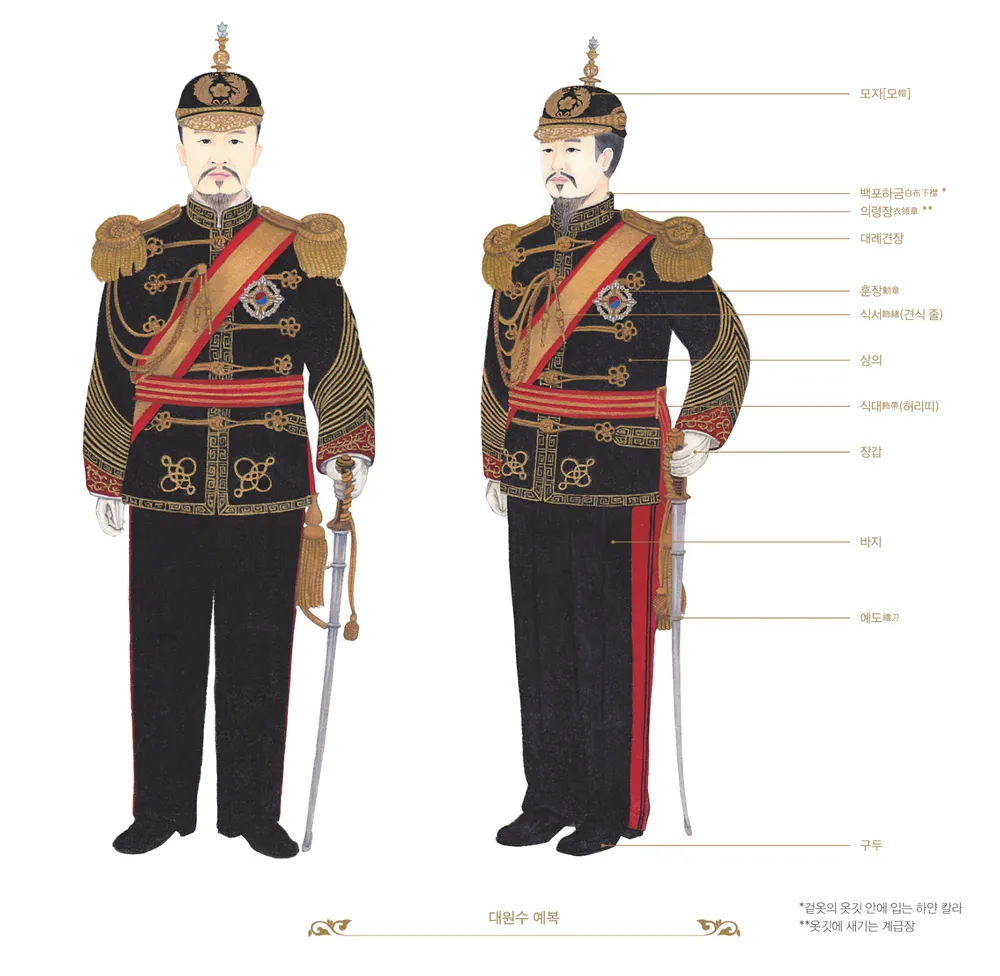 모자[모帽]
백포하금白布下襟 *
의령장衣領章 **
대례견장
훈장勳章
식서飾緖(견식 줄)
상의
식대飾帶(허리띠)
장갑
바지
예도禮刀
구두
대원수 예복
*겉옷의 옷깃 안에 입는 하얀 칼라
**옷깃에 새기는 계급장